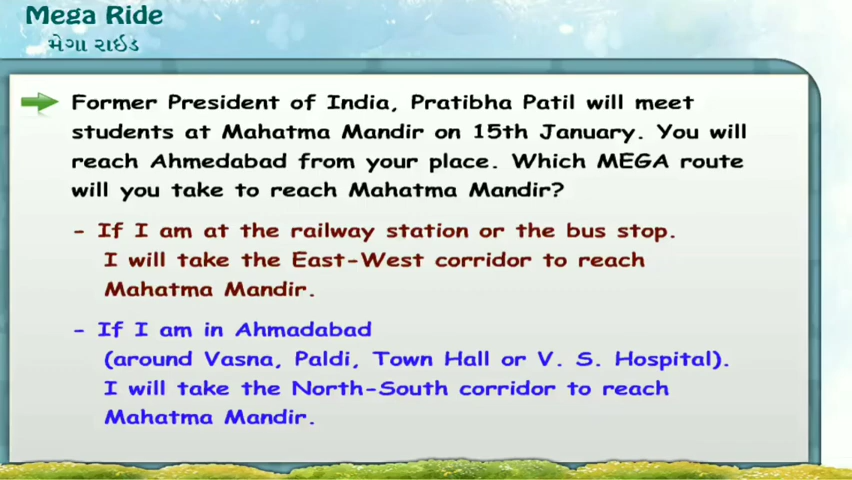 Mega Ride
મેગા રાઈડ
Former President of India, Pratibha Patil will meet
students at Mahatma Mandir on 15th January. You will
reach Ahmedabad from your place. Which MEGA route
will you take to reach Mahatma Mandir?
- If I am at the railway station or the bus stop.
I will take the East-West corridor to reach
Mahatma Mandir.
- If I am in Ahmadabad
(around Vasna, Paldi, Town Hall or V. S. Hospital).
I will take the North-South corridor to reach
Mahatma Mandir.